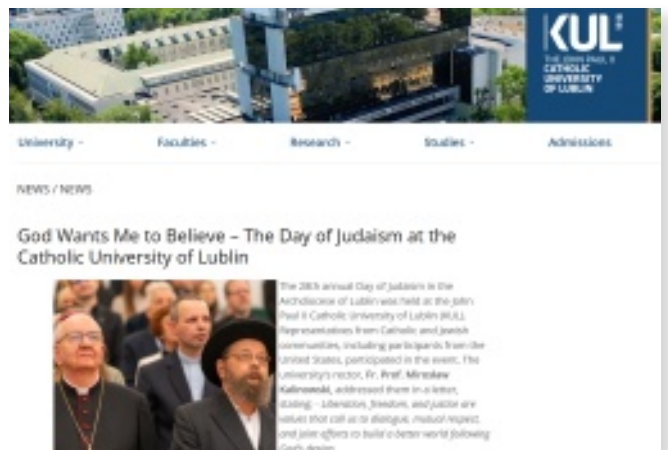 KUL
THE JOHN PAUL II
CATHOLIC
UNIVERSITY
OF LUBLIN
University
Faculties
Research
Studies
Admissions
NEWS / NEWS
God Wants Me to Believe – The Day of Judaism at the
Catholic University of Lublin
The 28th annual Day of Judaism in the
Archdiocese of Lublin was held at the John
Paul II Catholic University of Lublin (KUL).
Representatives from Catholic and Jewish
communities, including participants from the
United States, participated in the event. The
university's rector, Fr. Prof. Mirosław
Kalinowski, addressed them in a letter,
stating: – Liberation, freedom, and justice are
values that call us to dialogue, mutual respect,
and joint efforts to build a better world following
God's design